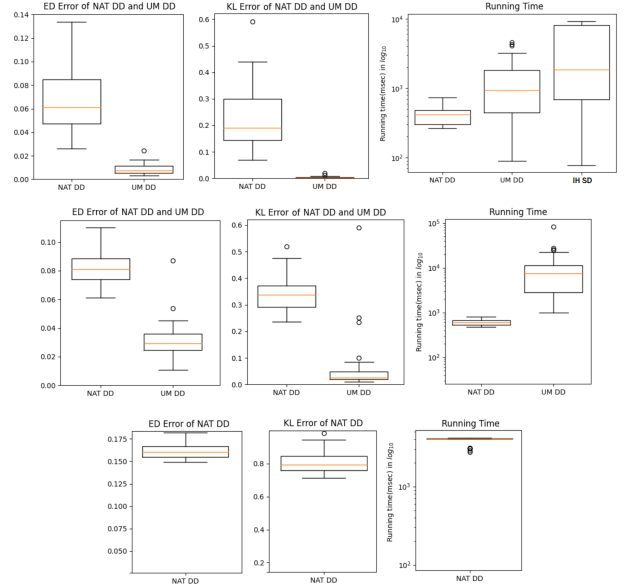 ED Error of NAT DD and UM DD
0.14
0.12
0.10
0.08
0.06
0.04
0.02
0.00
NAT DD
UM DD
KL Error of NAT DD and UM DD
0.6
0.5
0.4
0.3
0.2
0.1
0.0
NAT DD
UM DD
Running Time
Running time(msec) in log₁₀
10⁴
10³
10²
NAT DD
UM DD
IH SD
ED Error of NAT DD and UM DD
0.10
0.08
0.06
0.04
0.02
0.00
NAT DD
UM DD
KL Error of NAT DD and UM DD
0.6
0.5
0.4
0.3
0.2
0.1
0.0
NAT DD
UM DD
Running Time
Running time(msec) in log₁₀
10⁵
10⁴
10³
10²
NAT DD
UM DD
ED Error of NAT DD
0.175
0.150
0.125
0.100
0.075
0.050
NAT DD
KL Error of NAT DD
0.8
0.6
0.4
0.2
NAT DD
Running Time
Running time(msec) in log₁₀
10³
10²
NAT DD